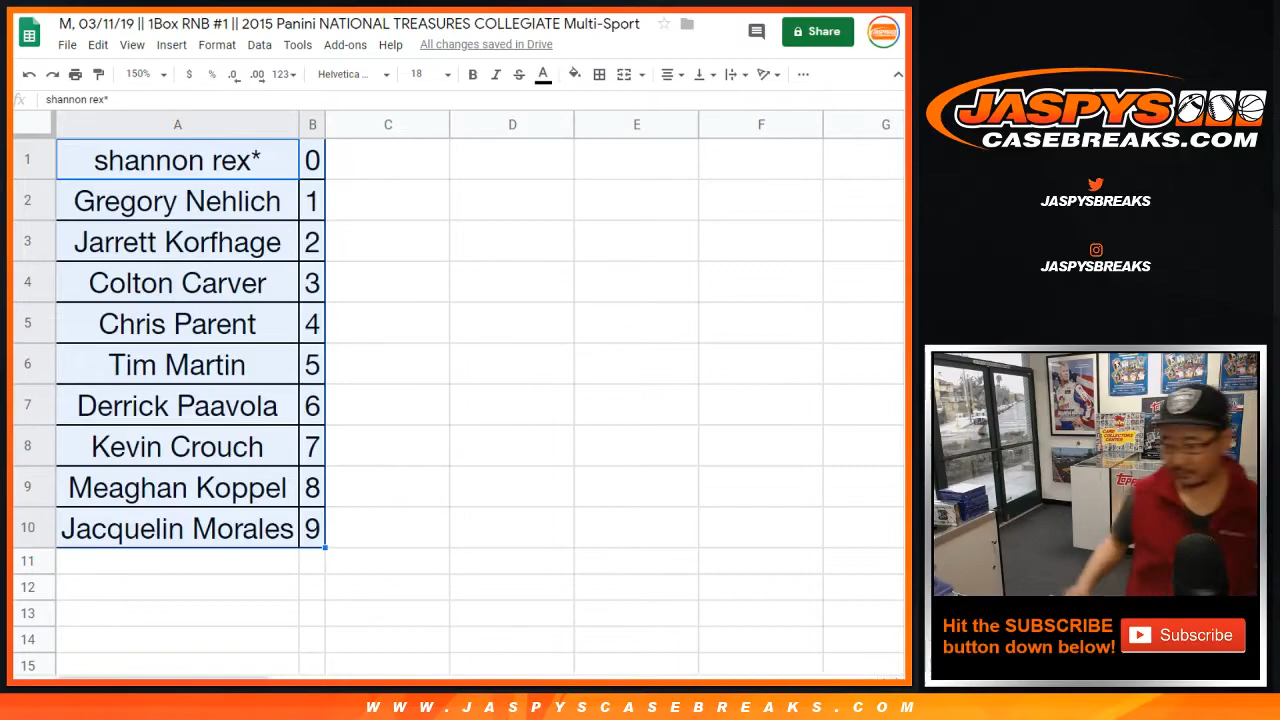 M, 03/11/19 || 1Box RNB #1 || 2015 Panini NATIONAL TREASURES COLLEGIATE Multi-Sport
File Edit View Insert Format Data Tools Add-ons Help All changes saved in Drive
Share
150% $ % .0 .00 123 Helvetica ... 18 B I S A
fx shannon rex*
A B C D E F G
1 shannon rex* 0
2 Gregory Nehlich 1
3 Jarrett Korfhage 2
4 Colton Carver 3
5 Chris Parent 4
6 Tim Martin 5
7 Derrick Paavola 6
8 Kevin Crouch 7
9 Meaghan Koppel 8
10 Jacquelin Morales 9
11
12
13
14
15
JASPYS
CASEBREAKS.COM
JASPYSBREAKS
JASPYSBREAKS
Topps
Hit the SUBSCRIBE
button down below!
Subscribe
WWW.JASPYSCASEBREAKS.COM